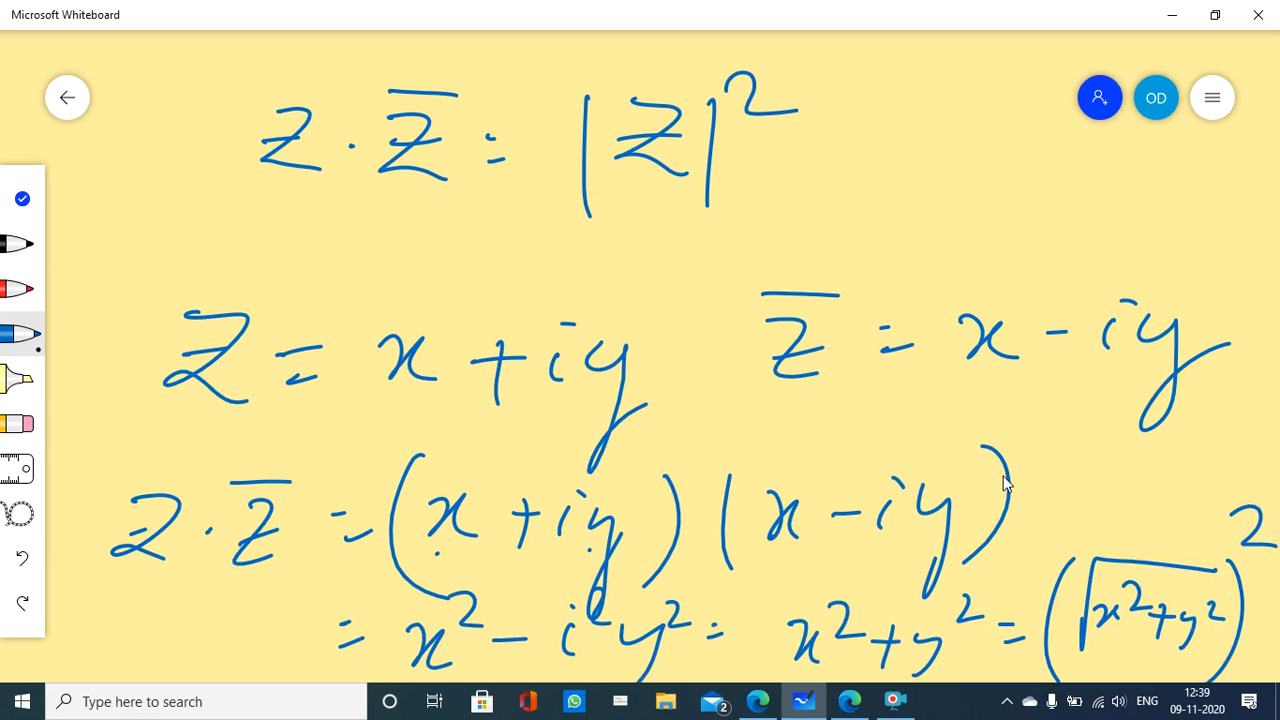 Microsoft Whiteboard
OD
z · z̅ = |z|²
z = x + iy    z̅ = x - iy
z · z̅ = (x + iy) (x - iy)
= x² - i²y² = x² + y² = (√x²+y²)²
Type here to search
2
ENG
12:39
09-11-2020